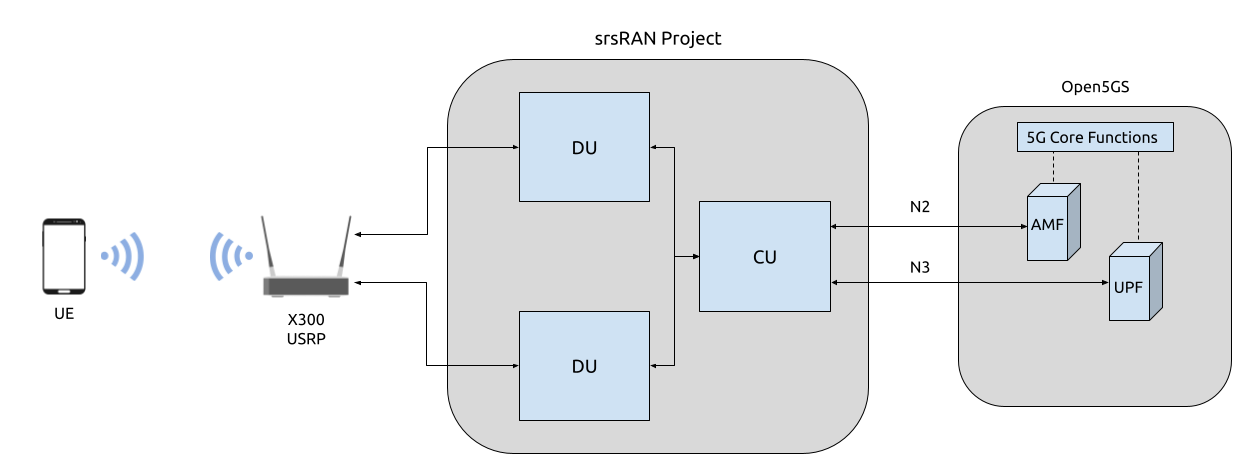 srsRAN Project
Open5GS
5G Core Functions
DU
N2
AMF
CU
N3
UPF
UE
X300
USRP
DU